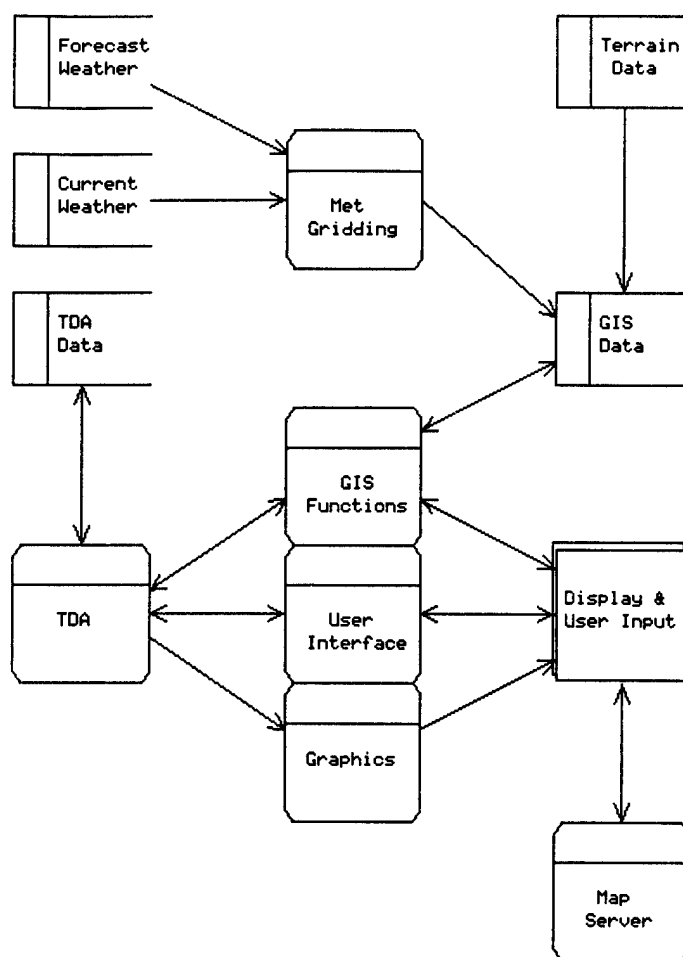 Forecast
Weather
Terrain
Data
Current
Weather
Met
Gridding
TDA
Data
GIS
Data
GIS
Functions
TDA
User
Interface
Display &
User Input
Graphics
Map
Server